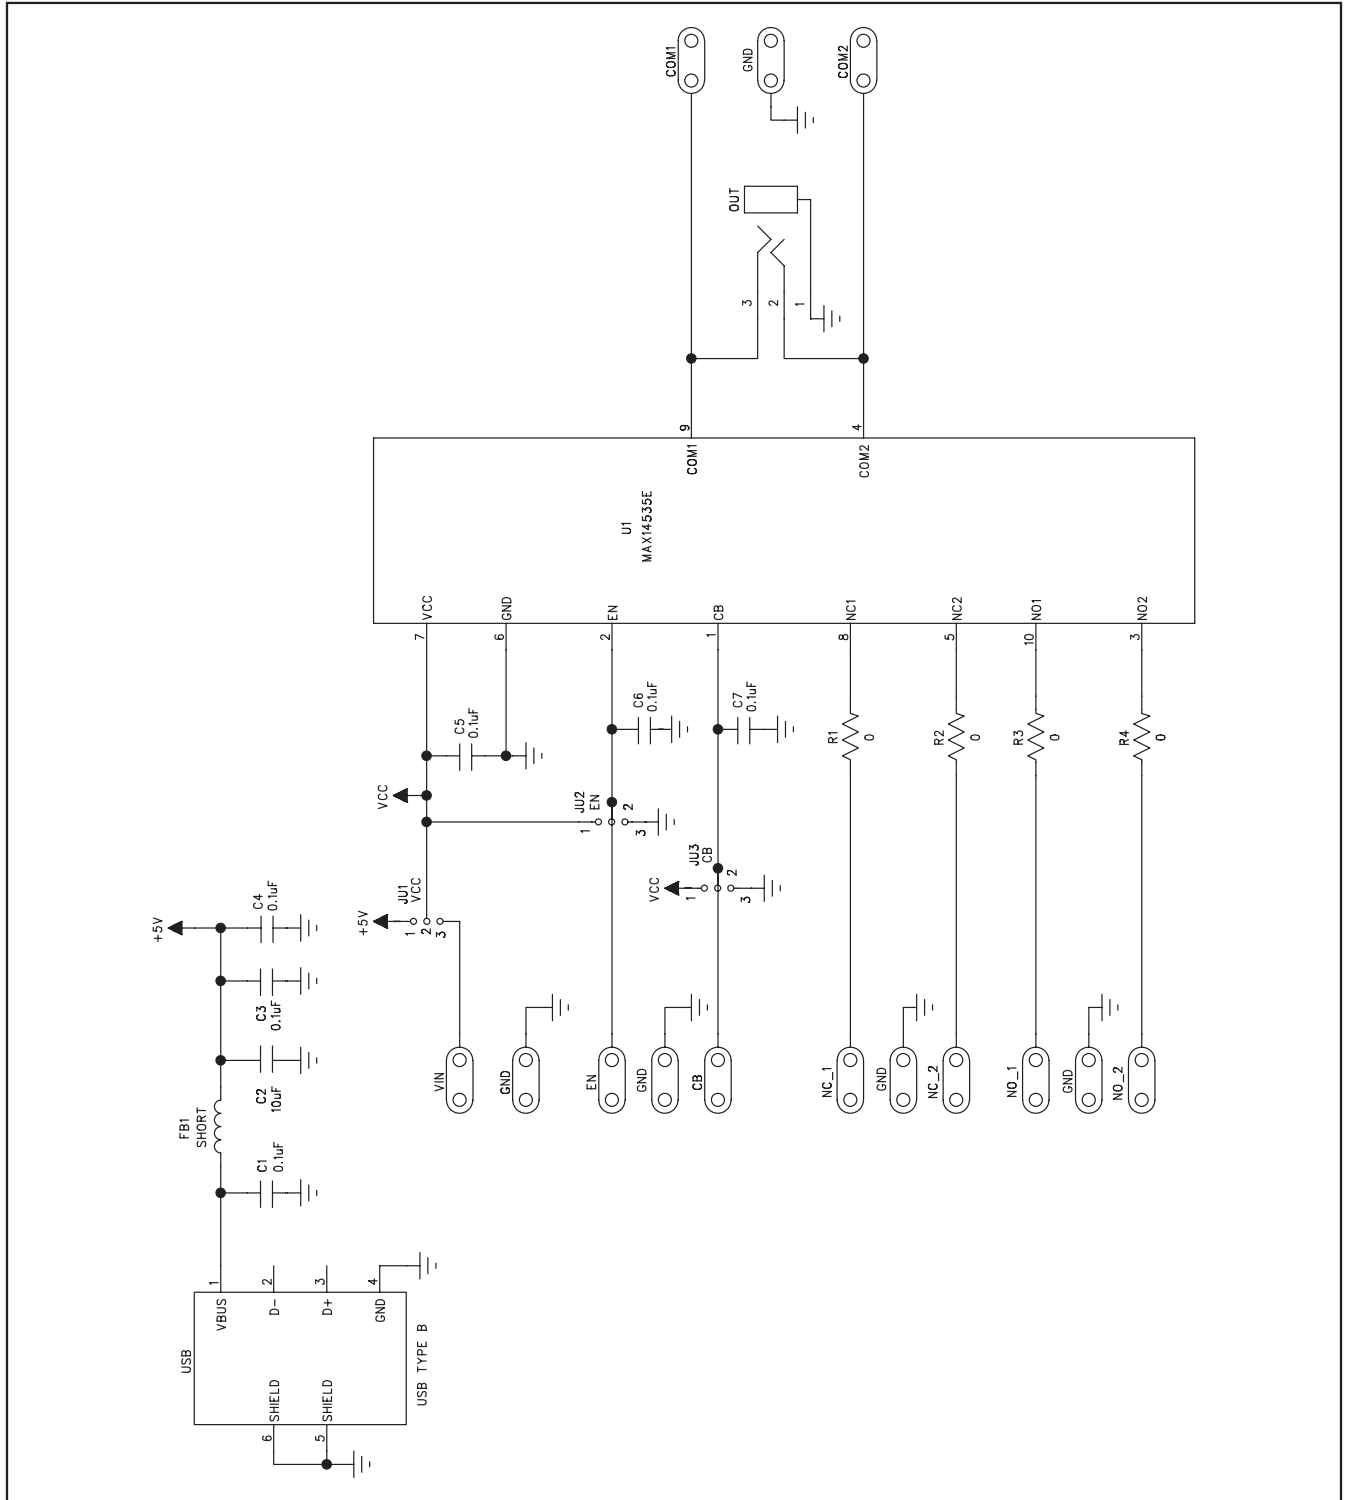 COM1
GND
COM2
OUT
3
2
1
9
4
COM1
COM2
U1
MAX14535E
VCC
GND
EN
CB
NC1
NC2
NO1
NO2
7
6
2
1
8
5
10
3
C5
0.1uF
C6
0.1uF
C7
0.1uF
R1
0
R2
0
R3
0
R4
0
VCC
JU2
EN
1
2
3
JU3
CB
VCC
1
2
3
JU1
VCC
+5V
1
2
3
+5V
C4
0.1uF
C3
0.1uF
C2
10uF
FB1
SHORT
C1
0.1uF
VIN
GND
EN
GND
CB
NC_1
GND
NC_2
NO_1
GND
NO_2
USB
1
2
3
4
VBUS
D-
D+
GND
SHIELD
SHIELD
6
5
USB TYPE B